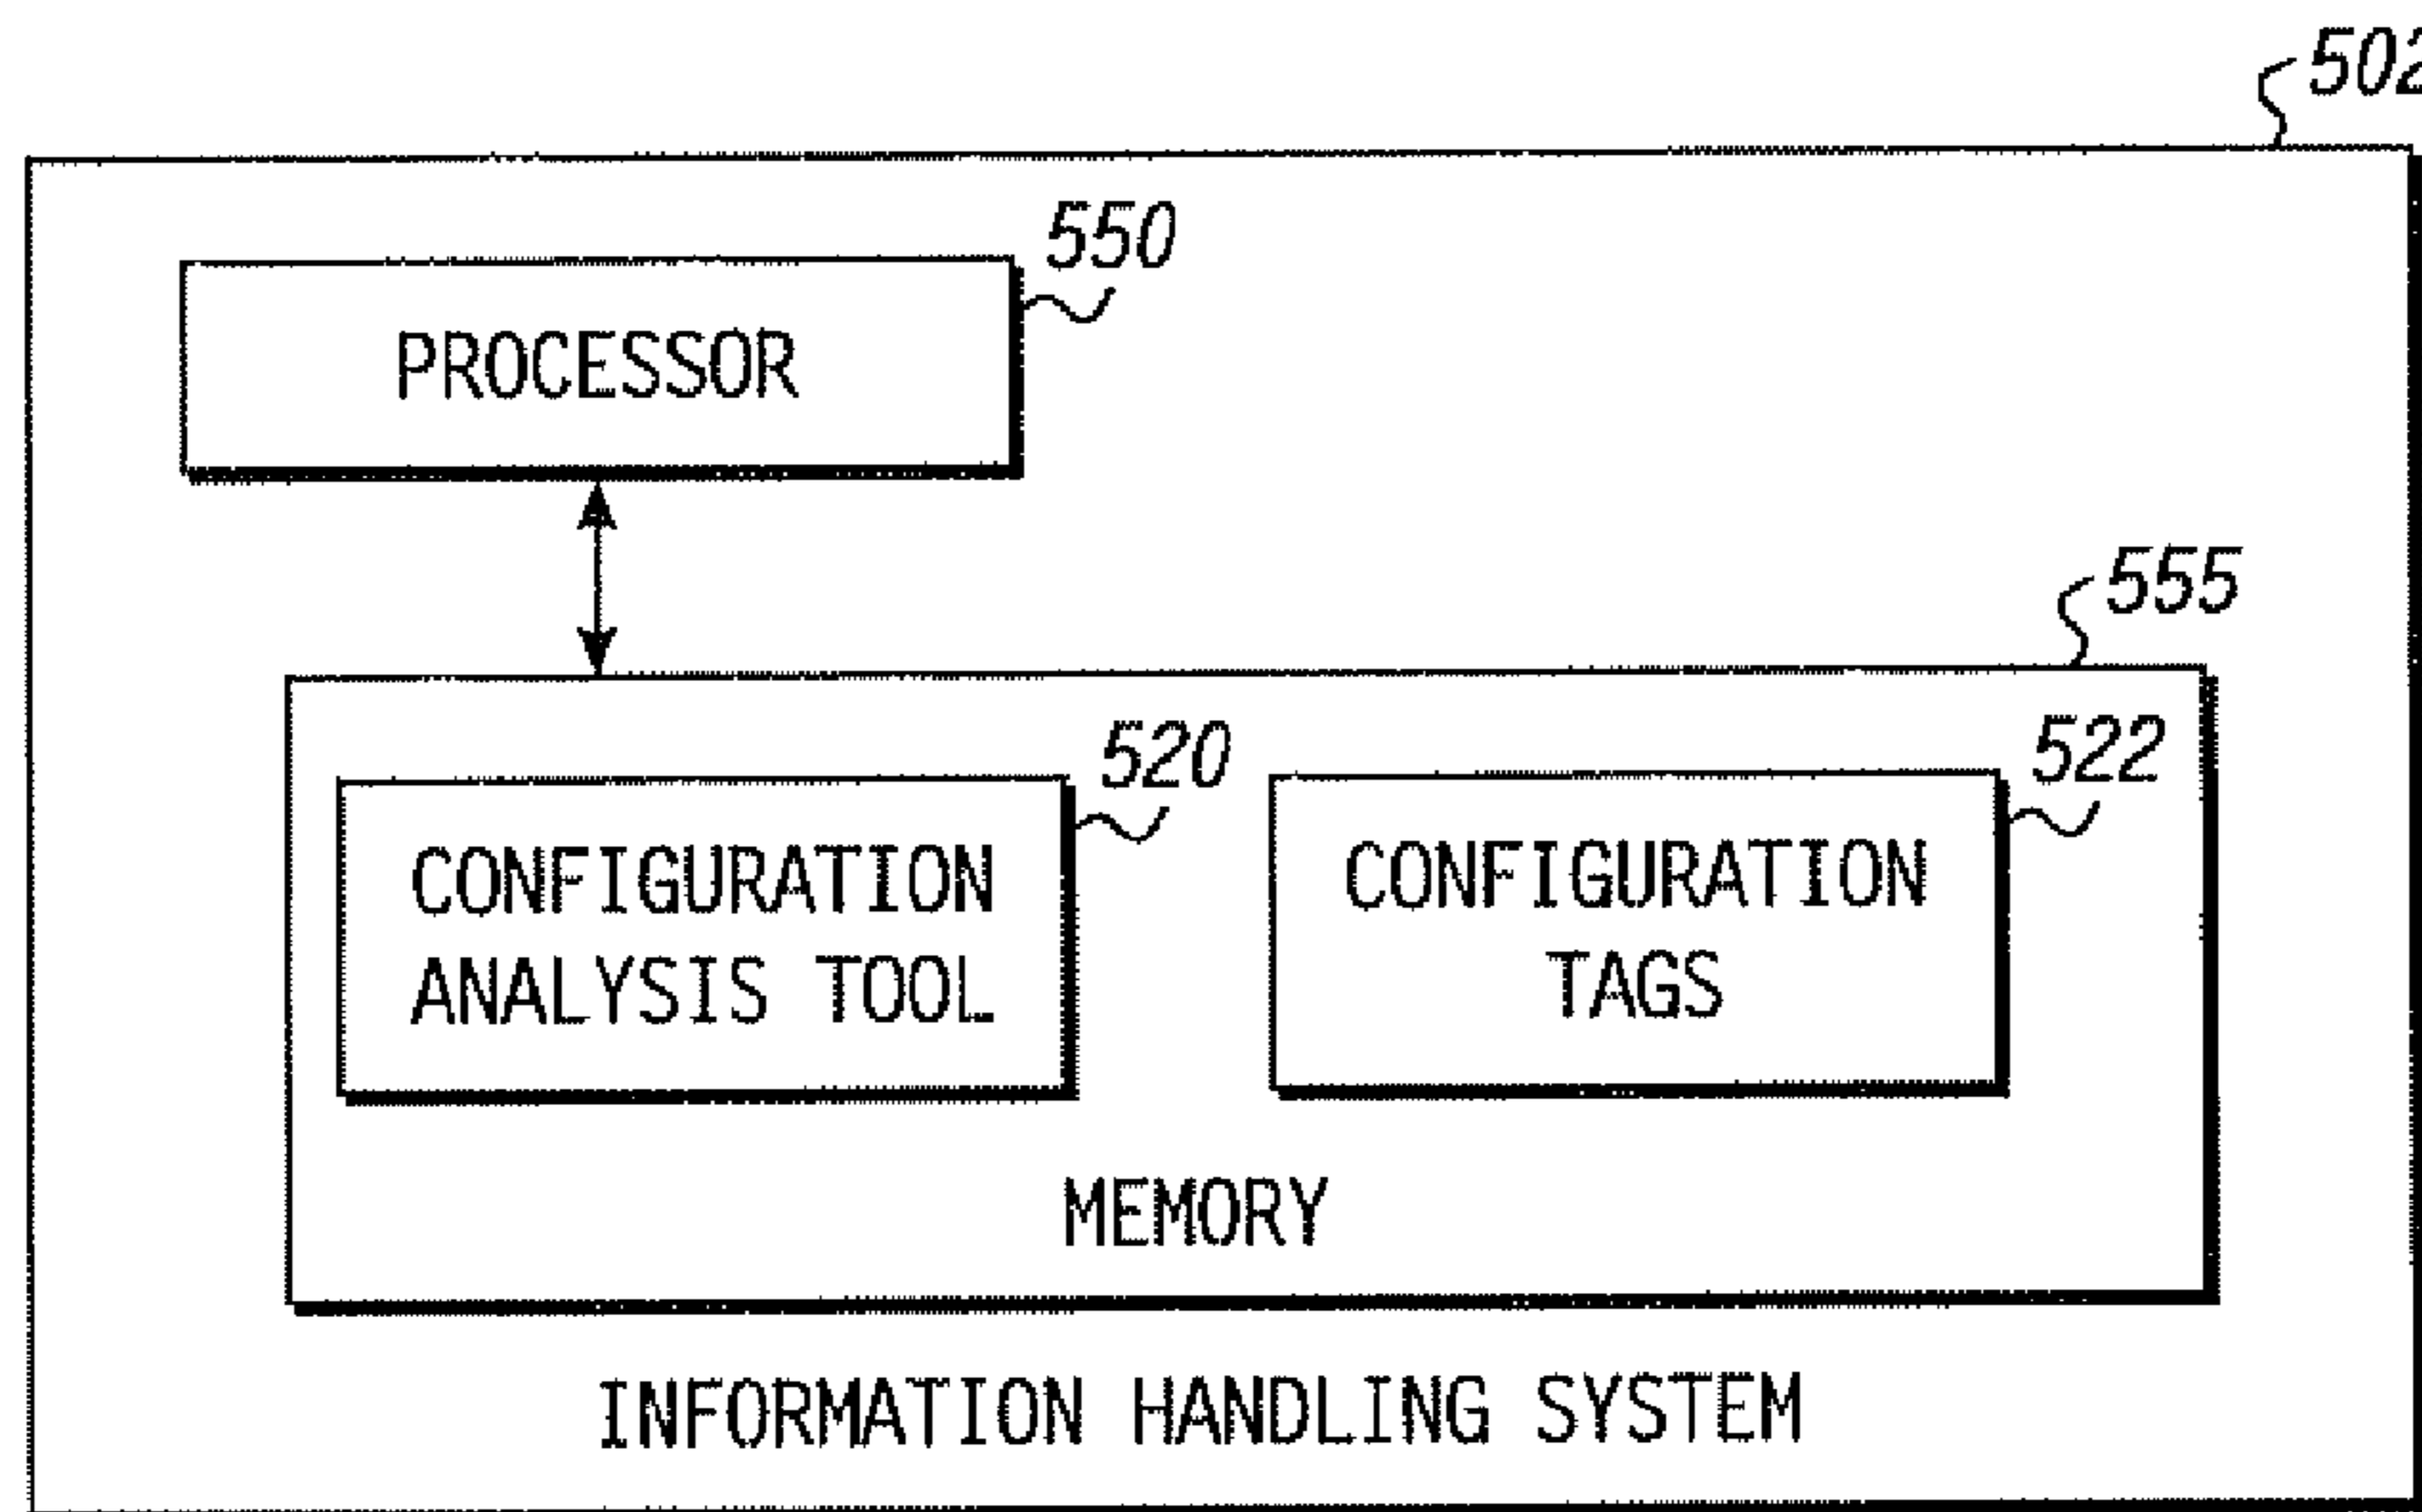 502
550
PROCESSOR
555
520
522
CONFIGURATION
ANALYSIS TOOL
CONFIGURATION
TAGS
MEMORY
INFORMATION HANDLING SYSTEM